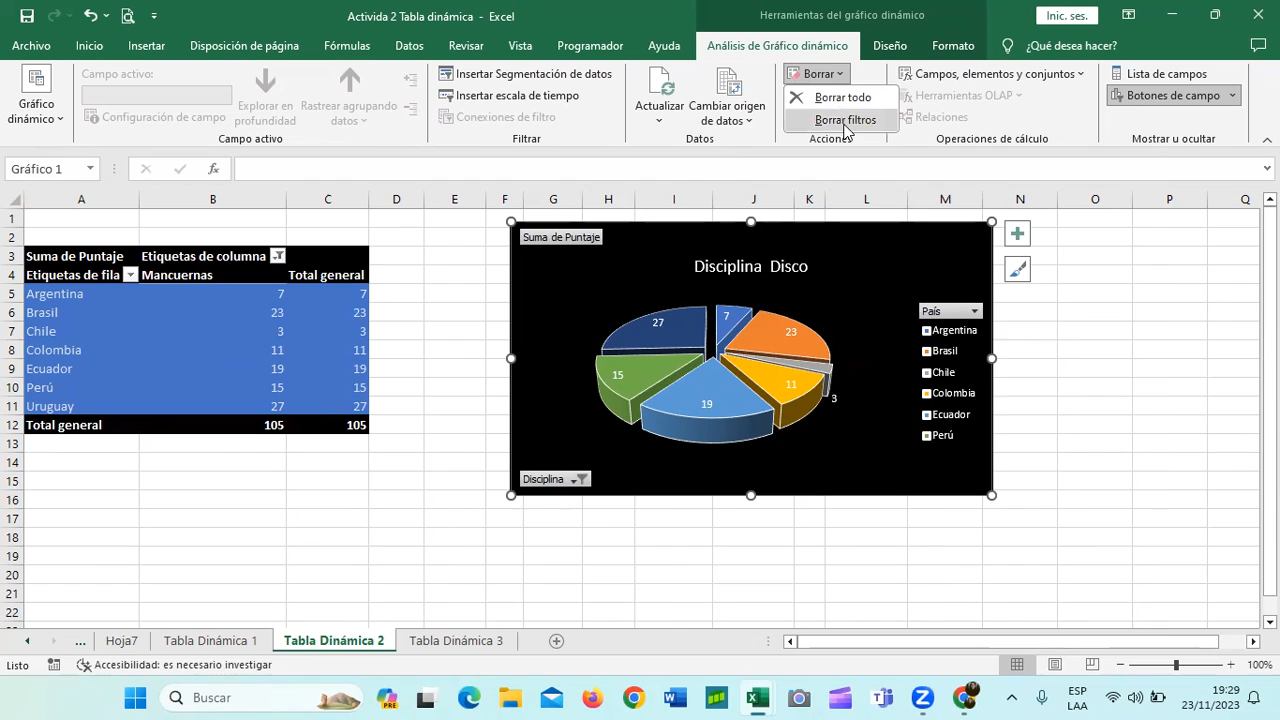 Activida 2 Tabla dinámica - Excel
Herramientas del gráfico dinámico
Inic. ses.
Archivo Inicio Insertar Disposición de página Fórmulas Datos Revisar Vista Programador Ayuda Análisis de Gráfico dinámico Diseño Formato ¿Qué desea hacer?
Gráfico dinámico
Campo activo:
Configuración de campo
Explorar en profundidad
Rastrear agrupando datos
Campo activo
Insertar Segmentación de datos
Insertar escala de tiempo
Conexiones de filtro
Filtrar
Actualizar
Cambiar origen de datos
Datos
Borrar
Borrar todo
Borrar filtros
Acciones
Campos, elementos y conjuntos
Herramientas OLAP
Relaciones
Operaciones de cálculo
Lista de campos
Botones de campo
Mostrar u ocultar
Gráfico 1
fx
A B C D E F G H I J K L M N O P Q
1
2
3 Suma de Puntaje Etiquetas de columna
4 Etiquetas de fila Mancuernas Total general
5 Argentina 7 7
6 Brasil 23 23
7 Chile 3 3
8 Colombia 11 11
9 Ecuador 19 19
10 Perú 15 15
11 Uruguay 27 27
12 Total general 105 105
13
14
15
16
17
18
19
20
21
22
Suma de Puntaje
Disciplina Disco
27 7 23
15 11
19 3
País
Argentina
Brasil
Chile
Colombia
Ecuador
Perú
Disciplina
... Hoja7 Tabla Dinámica 1 Tabla Dinámica 2 Tabla Dinámica 3
Listo Accesibilidad: es necesario investigar 100%
Buscar
PRE
ESP
LAA
19:29
23/11/2023